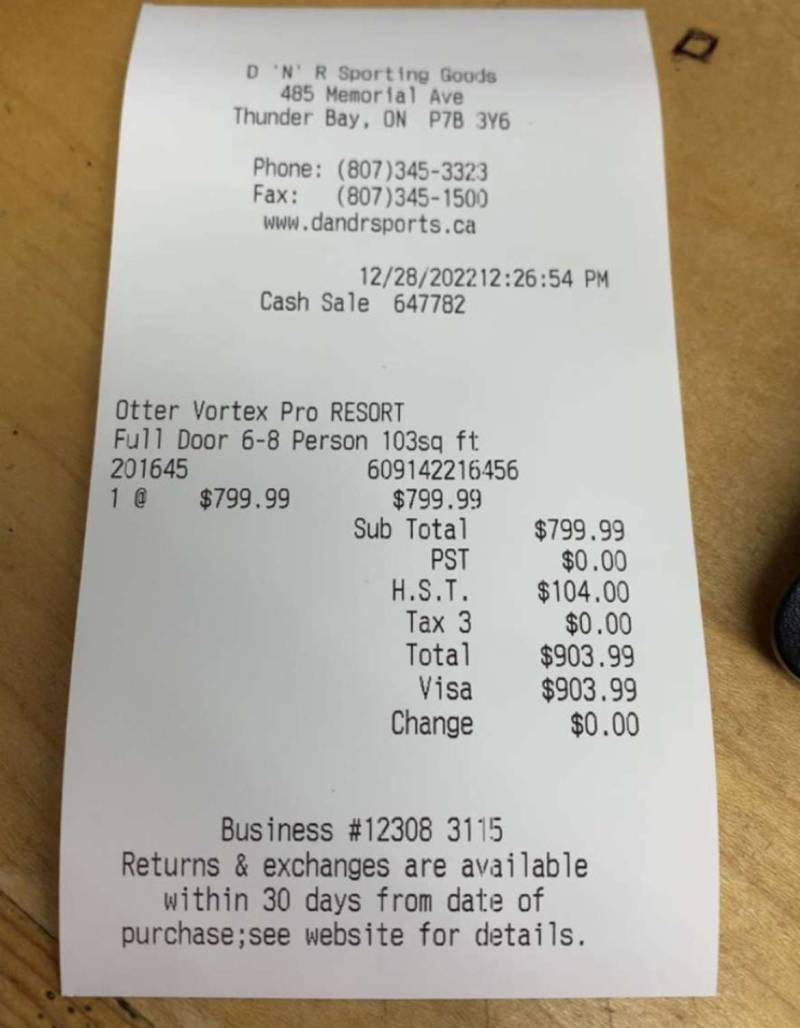 D 'N' R Sporting Goods
485 Memorial Ave
Thunder Bay, ON P7B 3Y6
Phone: (807)345-3323
Fax: (807)345-1500
www.dandrsports.ca
12/28/202212:26:54 PM
Cash Sale 647782
Otter Vortex Pro RESORT
Full Door 6-8 Person 103sq ft
201645 609142216456
1 @ $799.99 $799.99
Sub Total $799.99
PST $0.00
H.S.T. $104.00
Tax 3 $0.00
Total $903.99
Visa $903.99
Change $0.00
Business #12308 3115
Returns & exchanges are available
within 30 days from date of
purchase;see website for details.